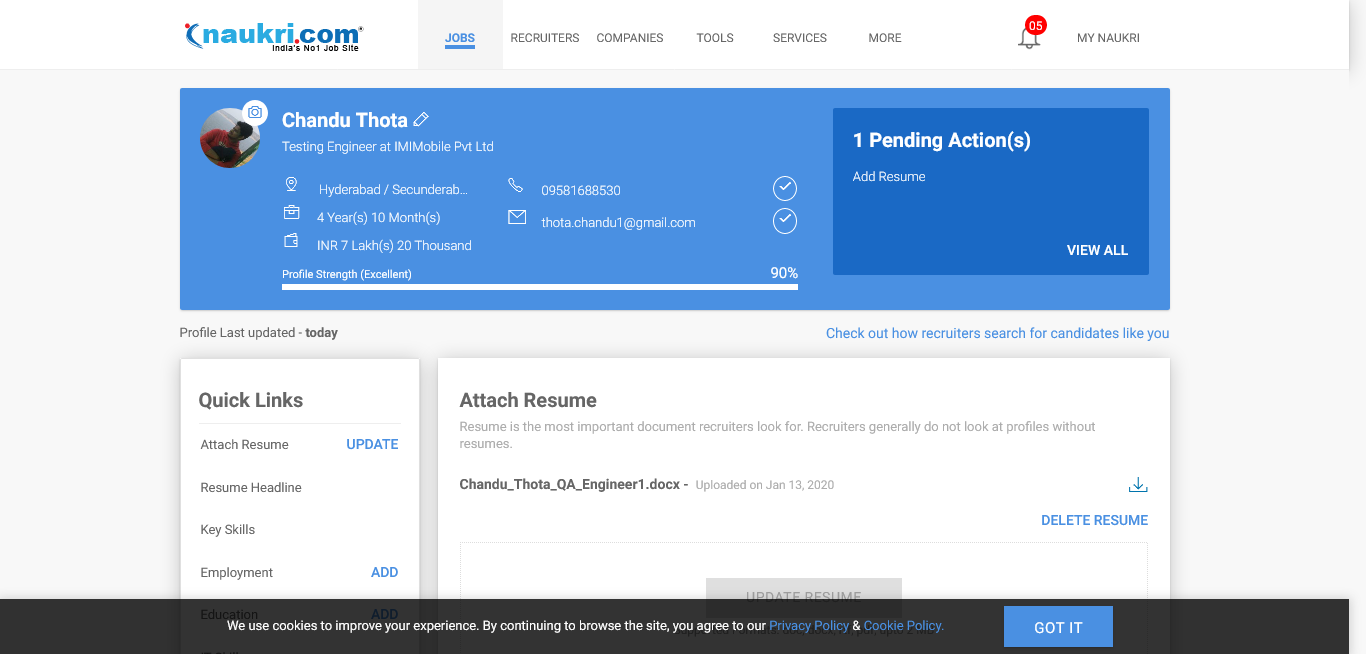 naukri.com
India's No1 Job Site
JOBS
RECRUITERS
COMPANIES
TOOLS
SERVICES
MORE
05
MY NAUKRI
Chandu Thota
Testing Engineer at IMIMobile Pvt Ltd
Hyderabad / Secunderab...
09581688530
4 Year(s) 10 Month(s)
thota.chandu1@gmail.com
INR 7 Lakh(s) 20 Thousand
Profile Strength (Excellent)
90%
1 Pending Action(s)
Add Resume
VIEW ALL
Profile Last updated - today
Check out how recruiters search for candidates like you
Quick Links
Attach Resume UPDATE
Resume Headline
Key Skills
Employment ADD
Education ADD
Attach Resume
Resume is the most important document recruiters look for. Recruiters generally do not look at profiles without
resumes.
Chandu_Thota_QA_Engineer1.docx - Uploaded on Jan 13, 2020
DELETE RESUME
UPDATE RESUME
We use cookies to improve your experience. By continuing to browse the site, you agree to our Privacy Policy & Cookie Policy.
GOT IT